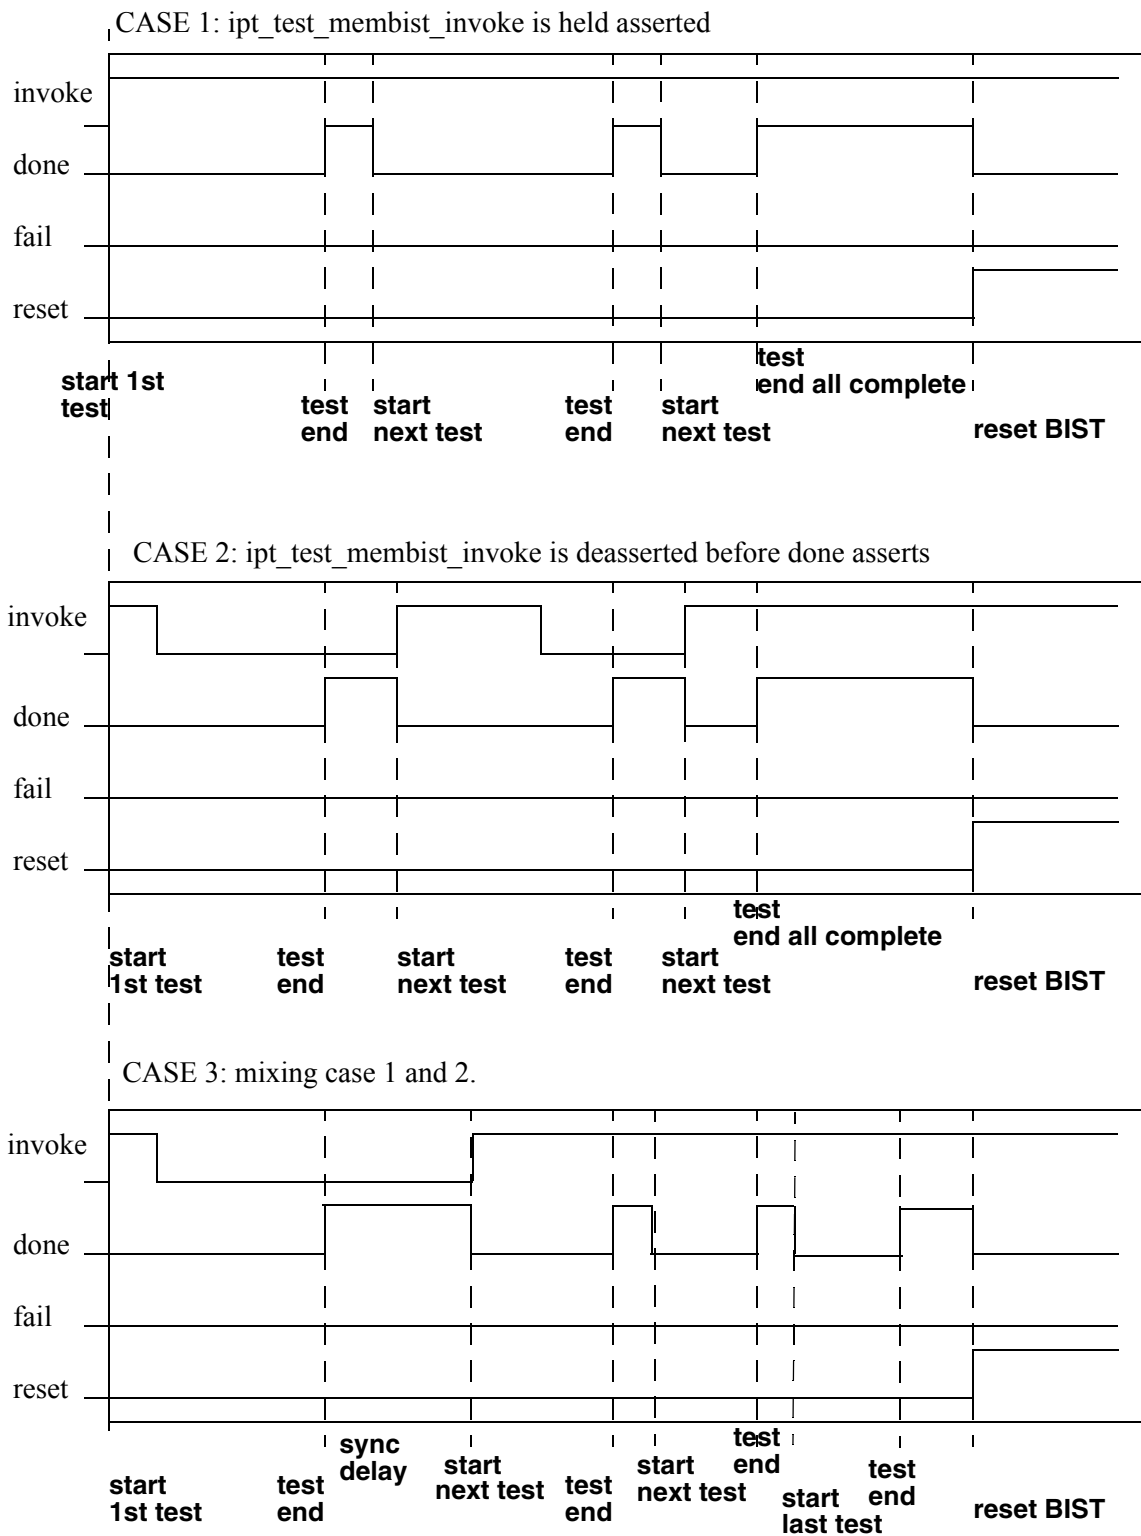 CASE 1: ipt_test_membist_invoke is held asserted
invoke
done
fail
reset
start 1st
test
test
end
start
next test
test
end
start
next test
test
end all complete
reset BIST
CASE 2: ipt_test_membist_invoke is deasserted before done asserts
invoke
done
fail
reset
start
1st test
test
end
start
next test
test
end
start
next test
test
end all complete
reset BIST
CASE 3: mixing case 1 and 2.
invoke
done
fail
reset
start
1st test
test
end
sync
delay
start
next test
test
end
start
next test
test
end
start
last test
test
end
reset BIST